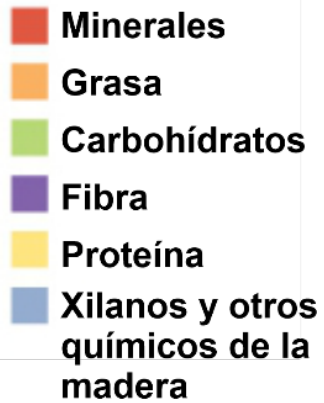 Minerales
Grasa
Carbohídratos
Fibra
Proteína
Xilanos y otros
químicos de la
madera